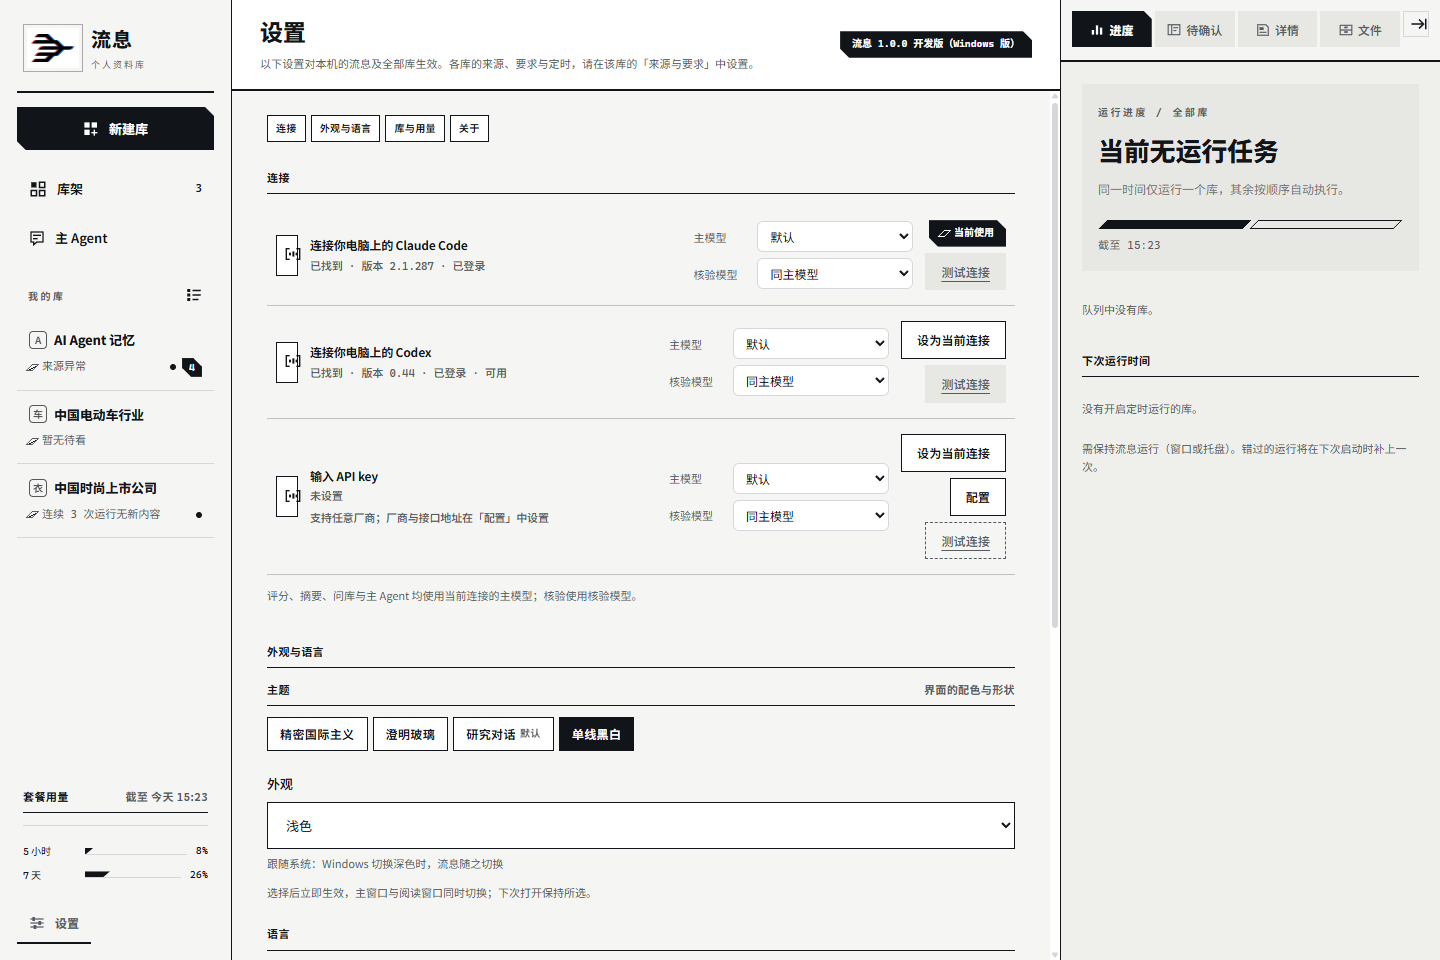 流息
个人资料库
新建库
库架 3
主 Agent
我的库
A AI Agent 记忆
来源异常 4
车 中国电动车行业
暂无待看
衣 中国时尚上市公司
连续 3 次运行无新内容
套餐用量 截至 今天 15:23
5 小时 8%
7 天 26%
设置
设置
以下设置对本机的流息及全部库生效。各库的来源、要求与定时，请在该库的「来源与要求」中设置。
流息 1.0.0 开发版（Windows 版）
连接 外观与语言 库与用量 关于
连接
连接你电脑上的 Claude Code
已找到 · 版本 2.1.287 · 已登录
主模型 默认
核验模型 同主模型
当前使用
测试连接
连接你电脑上的 Codex
已找到 · 版本 0.44 · 已登录 · 可用
主模型 默认
核验模型 同主模型
设为当前连接
测试连接
输入 API key
未设置
支持任意厂商；厂商与接口地址在「配置」中设置
主模型 默认
核验模型 同主模型
设为当前连接
配置
测试连接
评分、摘要、问库与主 Agent 均使用当前连接的主模型；核验使用核验模型。
外观与语言
主题 界面的配色与形状
精密国际主义 澄明玻璃 研究对话 默认 单线黑白
外观
浅色
跟随系统：Windows 切换深色时，流息随之切换
选择后立即生效，主窗口与阅读窗口同时切换；下次打开保持所选。
语言
进度 待确认 详情 文件
运行进度 / 全部库
当前无运行任务
同一时间仅运行一个库，其余按顺序自动执行。
截至 15:23
队列中没有库。
下次运行时间
没有开启定时运行的库。
需保持流息运行（窗口或托盘）。错过的运行将在下次启动时补上一
次。